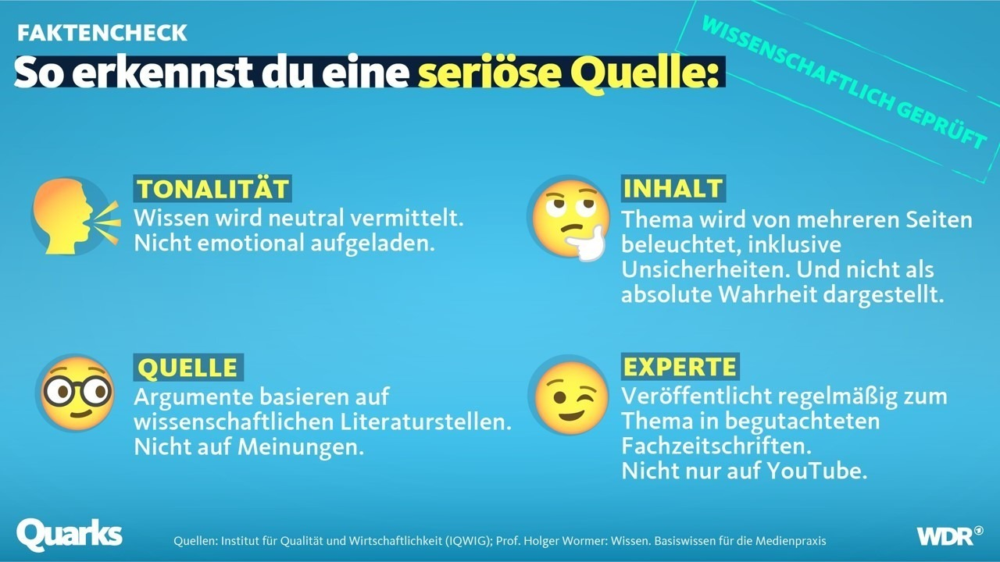 FAKTENCHECK
So erkennst du eine seriöse Quelle:
WISSENSCHAFTLICH GEPRÜFT
TONALITÄT
Wissen wird neutral vermittelt.
Nicht emotional aufgeladen.
INHALT
Thema wird von mehreren Seiten
beleuchtet, inklusive
Unsicherheiten. Und nicht als
absolute Wahrheit dargestellt.
QUELLE
Argumente basieren auf
wissenschaftlichen Literaturstellen.
Nicht auf Meinungen.
EXPERTE
Veröffentlicht regelmäßig zum
Thema in begutachteten
Fachzeitschriften.
Nicht nur auf YouTube.
Quarks
Quellen: Institut für Qualität und Wirtschaftlichkeit (IQWIG); Prof. Holger Wormer: Wissen. Basiswissen für die Medienpraxis
WDR